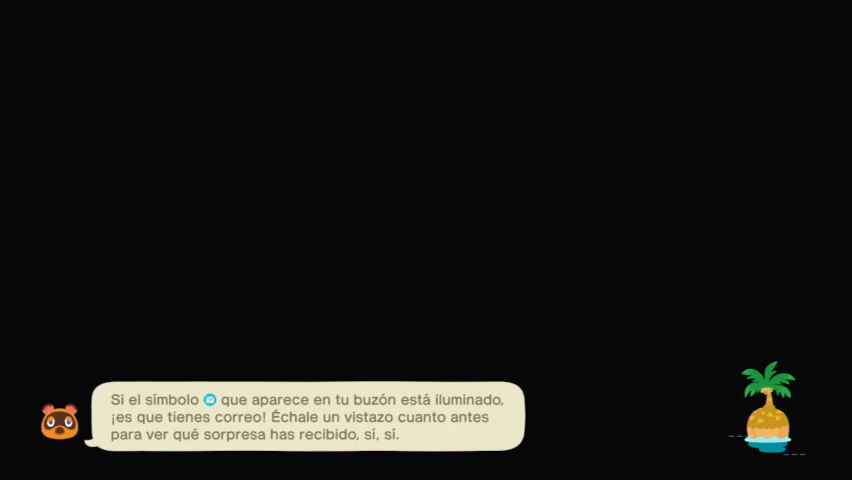 Si el símbolo que aparece en tu buzón está iluminado,
¡es que tienes correo! Échale un vistazo cuanto antes
para ver qué sorpresa has recibido, sí, sí.